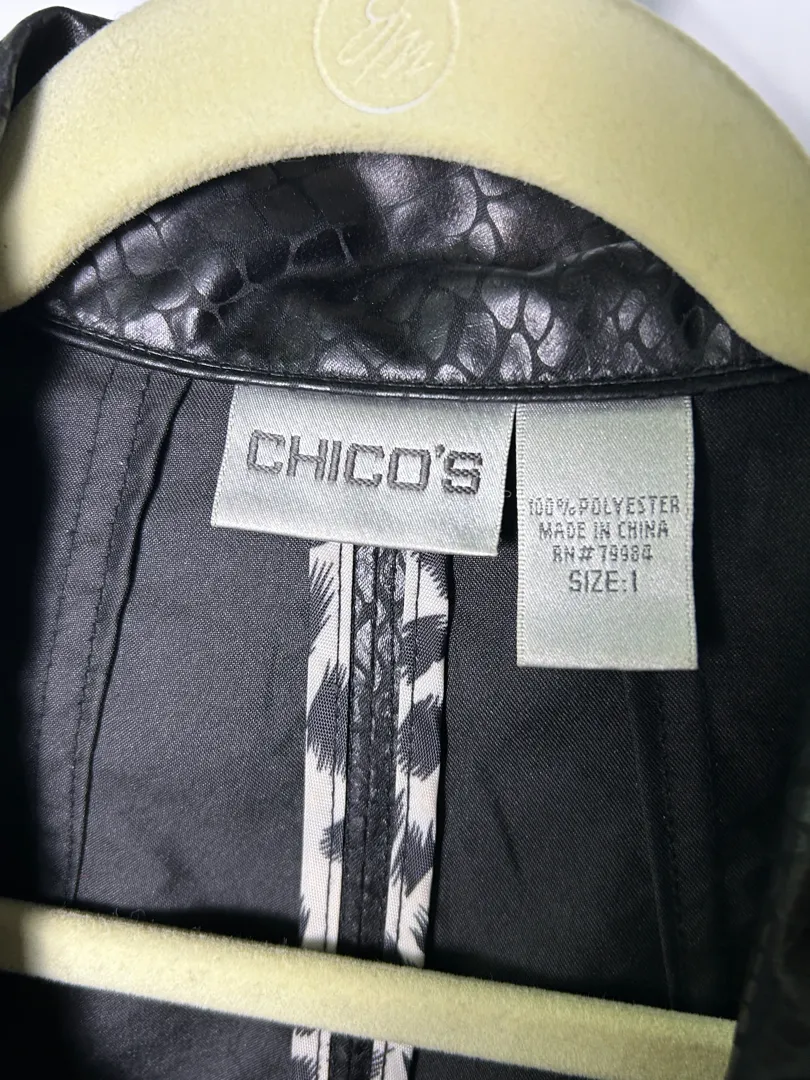 CHICO'S
100% POLYESTER
MADE IN CHINA
RN# 79984
SIZE: 1